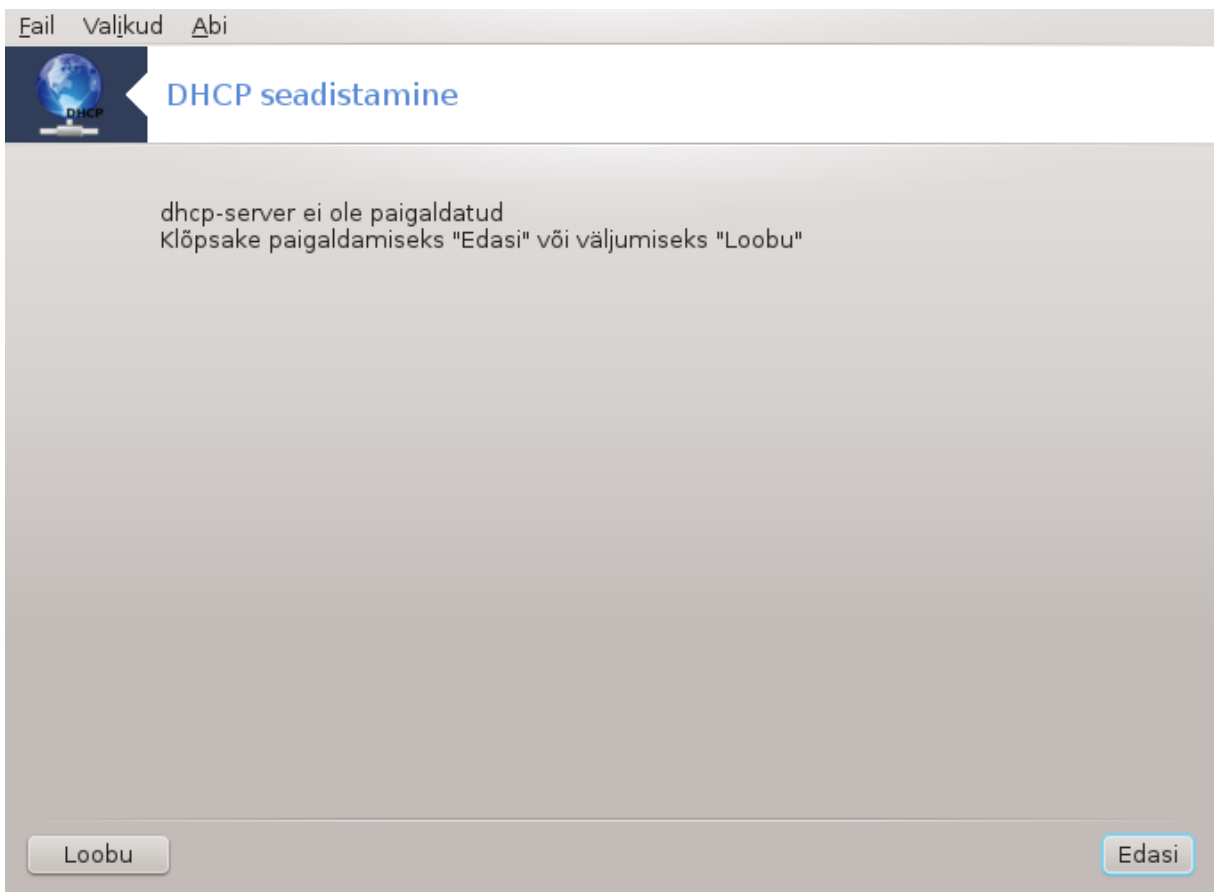 Fail Valikud Abi
DHCP
DHCP seadistamine
dhcp-server ei ole paigaldatud
Klõpsake paigaldamiseks "Edasi" või väljumiseks "Loobu"
Loobu Edasi